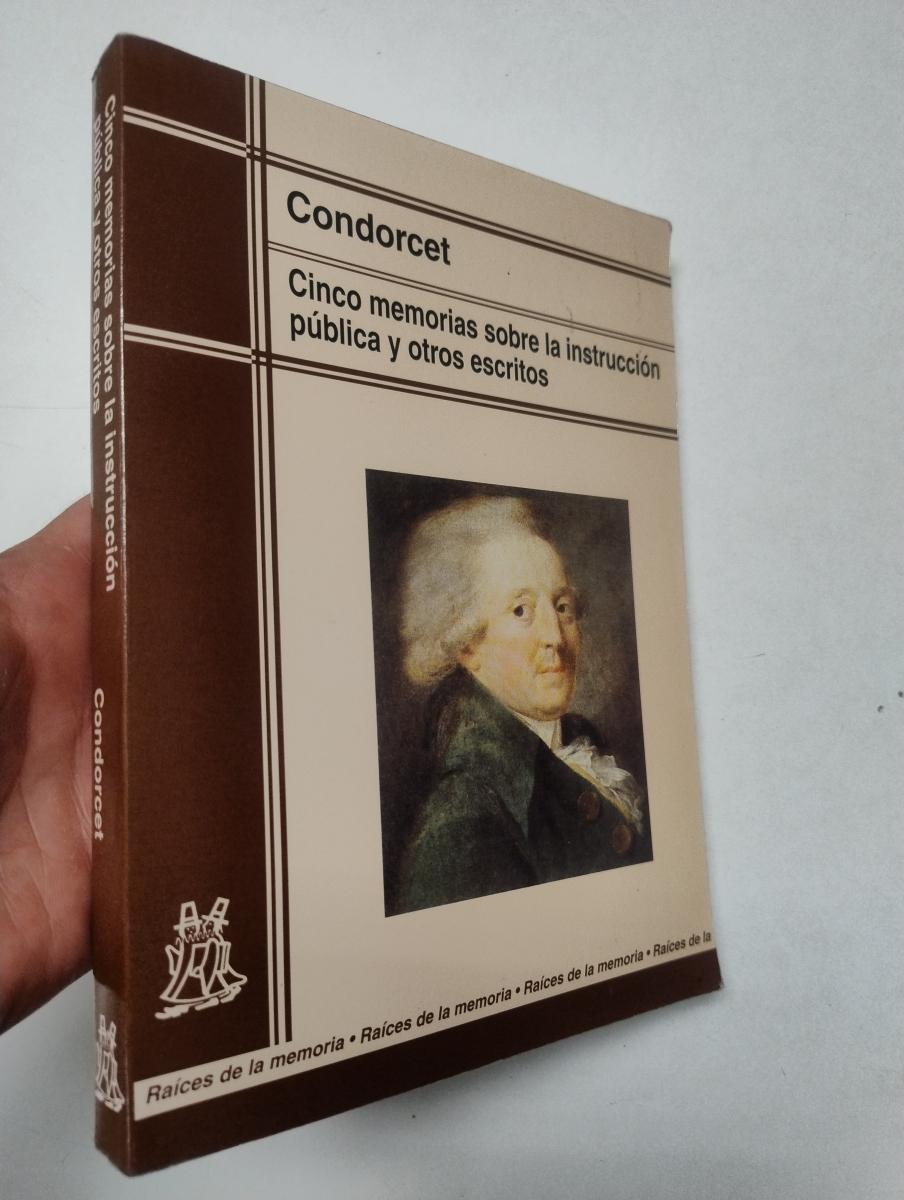 Condorcet
Cinco memorias sobre la instrucción
pública y otros escritos
Raíces de la memoria • Raíces de la memoria • Raíces de la memoria • Raíces de la
Cinco memorias sobre la instrucción
pública y otros escritos
Condorcet